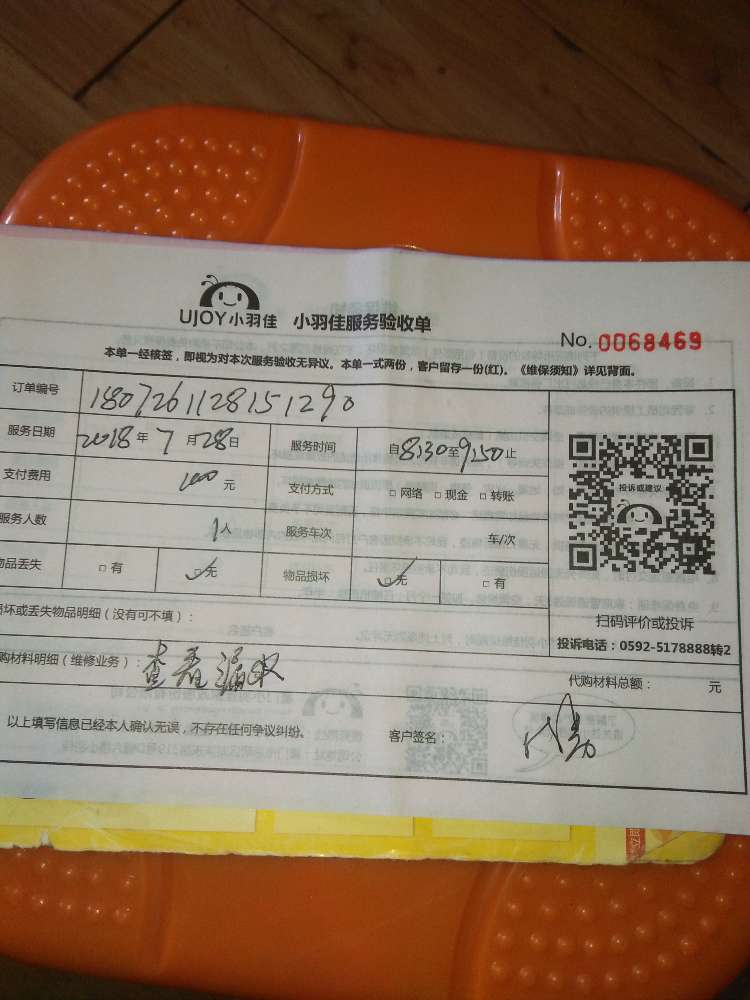 UJOY小羽佳 小羽佳服务验收单
No. 0068469
本单一经核签，即视为对本次服务验收无异议。本单一式两份，客户留存一份(红)。《维保须知》详见背面。
订单编号 1807261128151290
服务日期 2018年7月28日 服务时间 自8:30至9:50止
支付费用 100元 支付方式 □网络 □现金 □转账
服务人数 1人 服务车次 车/次
物品丢失 □有 ☑无 物品损坏 ☑无 □有
投诉或建议
扫码评价或投诉
投诉电话：0592-5178888转2
损坏或丢失物品明细（没有可不填）：
购材料明细（维修业务）：查看漏水
代购材料总额： 元
以上填写信息已经本人确认无误，不存在任何争议纠纷。 客户签名：